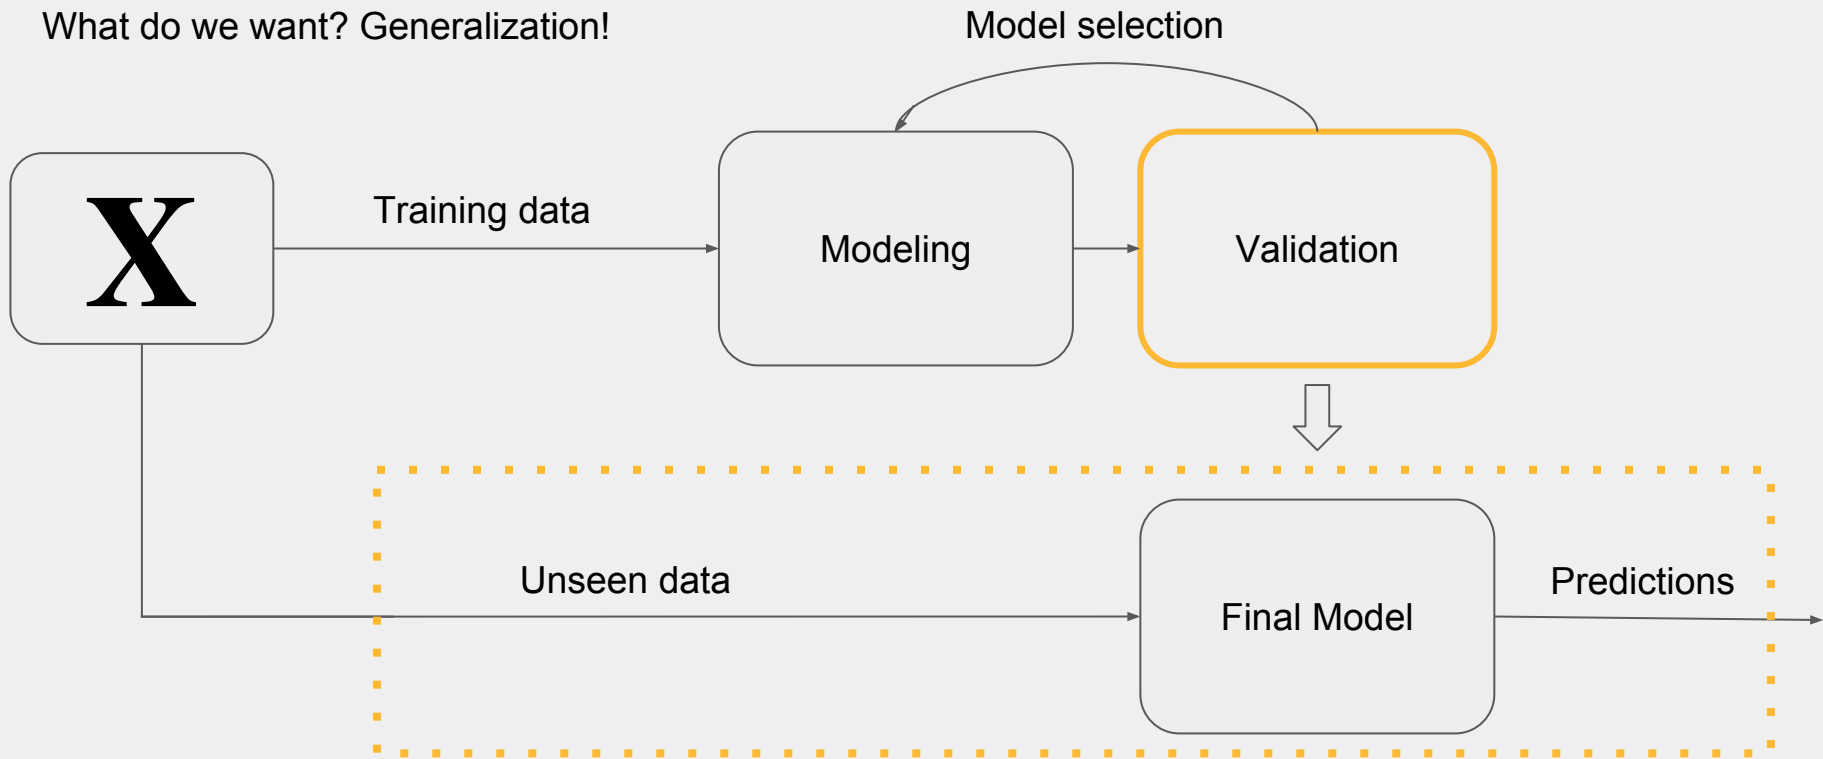 What do we want? Generalization!
Model selection
X
Training data
Modeling
Validation
Unseen data
Final Model
Predictions